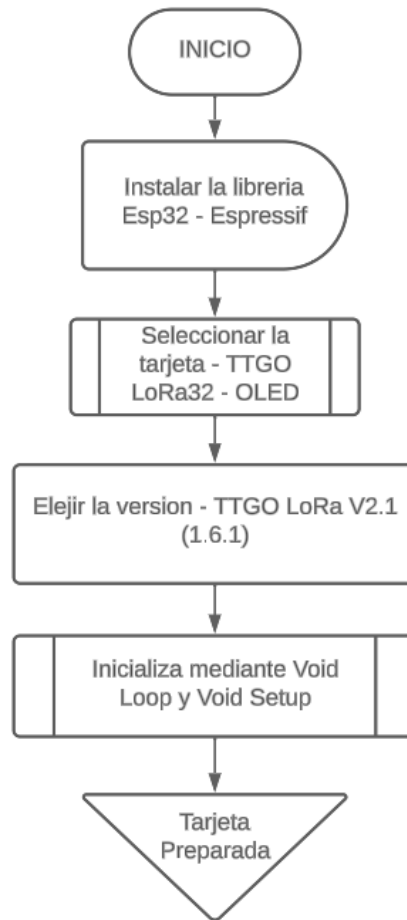 INICIO
Instalar la libreria
Esp32 - Espressif
Seleccionar la
tarjeta - TTGO
LoRa32 - OLED
Elejir la version - TTGO LoRa V2.1
(1.6.1)
Inicializa mediante Void
Loop y Void Setup
Tarjeta
Preparada